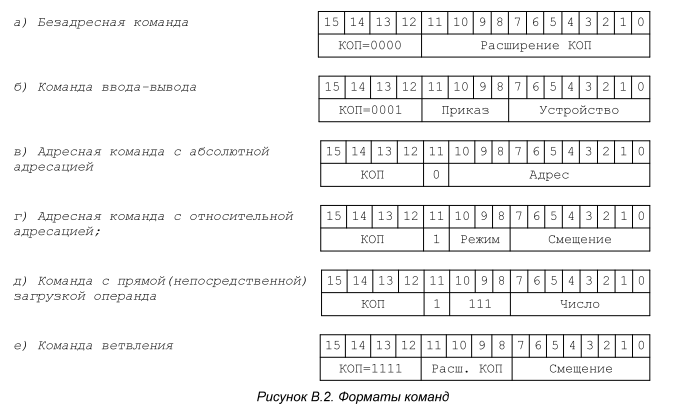 а) Безадресная команда
15 14 13 12 11 10 9 8 7 6 5 4 3 2 1 0
КОП=0000 Расширение КОП
б) Команда ввода-вывода
15 14 13 12 11 10 9 8 7 6 5 4 3 2 1 0
КОП=0001 Приказ Устройство
в) Адресная команда с абсолютной
адресацией
15 14 13 12 11 10 9 8 7 6 5 4 3 2 1 0
КОП 0 Адрес
г) Адресная команда с относительной
адресацией;
15 14 13 12 11 10 9 8 7 6 5 4 3 2 1 0
КОП 1 Режим Смещение
д) Команда с прямой(непосредственной)
загрузкой операнда
15 14 13 12 11 10 9 8 7 6 5 4 3 2 1 0
КОП 1 111 Число
е) Команда ветвления
15 14 13 12 11 10 9 8 7 6 5 4 3 2 1 0
КОП=1111 Расш. КОП Смещение
Рисунок В.2. Форматы команд